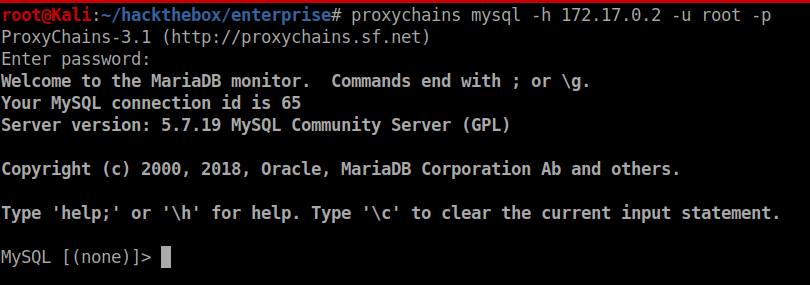 root@Kali:~/hackthebox/enterprise# proxychains mysql -h 172.17.0.2 -u root -p
ProxyChains-3.1 (http://proxychains.sf.net)
Enter password:
Welcome to the MariaDB monitor.  Commands end with ; or \g.
Your MySQL connection id is 65
Server version: 5.7.19 MySQL Community Server (GPL)
Copyright (c) 2000, 2018, Oracle, MariaDB Corporation Ab and others.
Type 'help;' or '\h' for help. Type '\c' to clear the current input statement.
MySQL [(none)]>